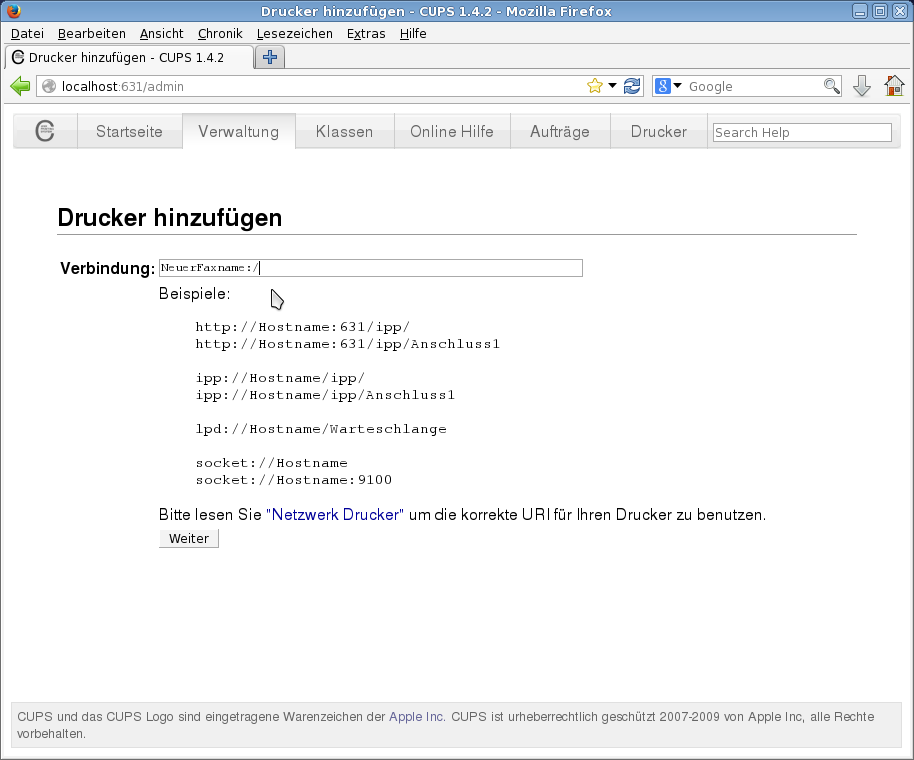 Drucker hinzufügen - CUPS 1.4.2 - Mozilla Firefox
Datei Bearbeiten Ansicht Chronik Lesezeichen Extras Hilfe
Drucker hinzufügen - CUPS 1.4.2
localhost:631/admin
Google
Startseite Verwaltung Klassen Online Hilfe Aufträge Drucker Search Help
Drucker hinzufügen
Verbindung: NeuerFaxname:/
Beispiele:
http://Hostname:631/ipp/
http://Hostname:631/ipp/Anschluss1
ipp://Hostname/ipp/
ipp://Hostname/ipp/Anschluss1
lpd://Hostname/Warteschlange
socket://Hostname
socket://Hostname:9100
Bitte lesen Sie "Netzwerk Drucker" um die korrekte URI für Ihren Drucker zu benutzen.
Weiter
CUPS und das CUPS Logo sind eingetragene Warenzeichen der Apple Inc. CUPS ist urheberrechtlich geschützt 2007-2009 von Apple Inc, alle Rechte
vorbehalten.